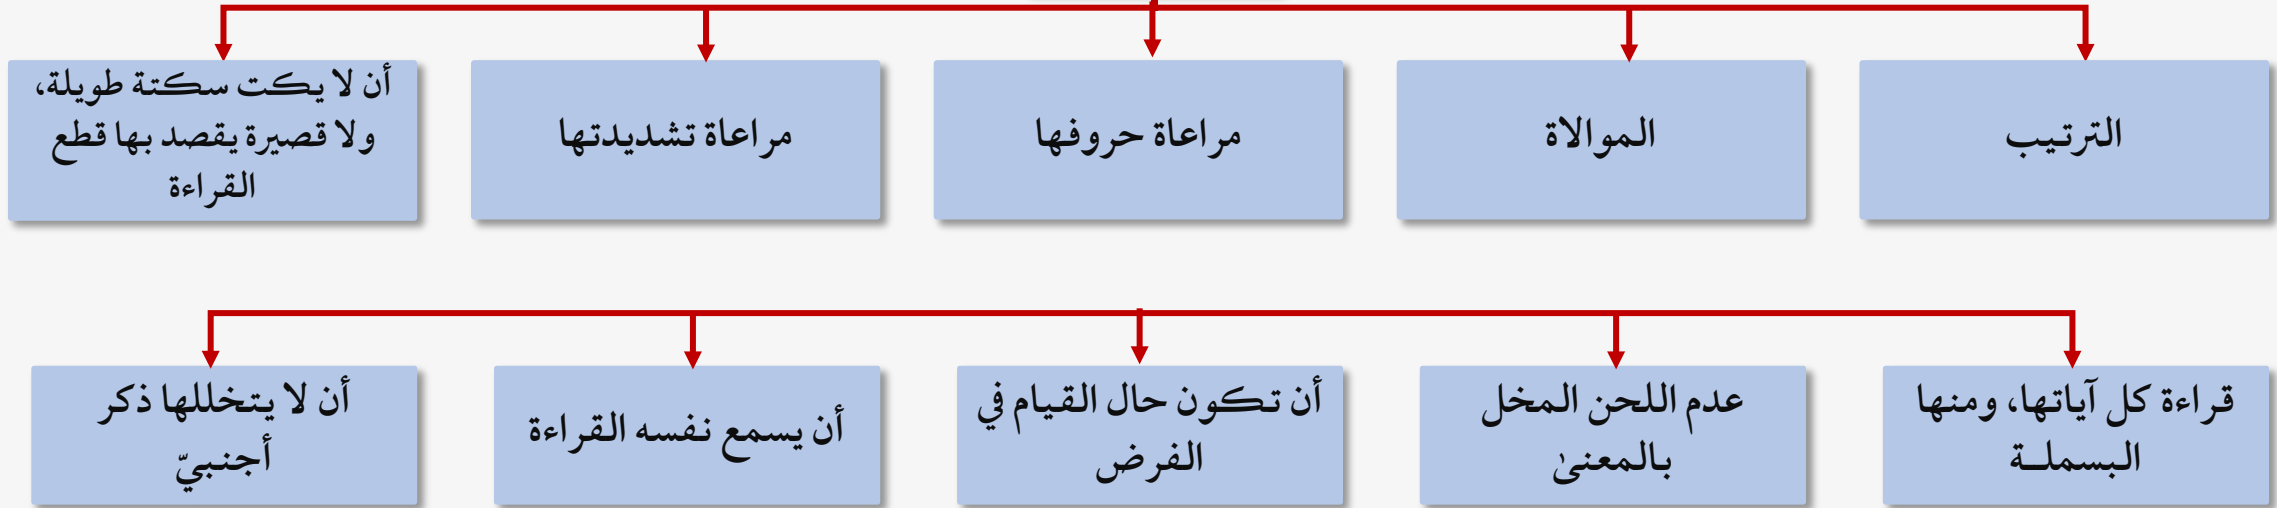 الترتيب
الموالاة
مراعاة حروفها
مراعاة تشديدتها
أن لا يكت سكتة طويلة،
ولا قصيرة يقصد بها قطع
القراءة
قراءة كل آياتها، ومنها
البسملــة
عدم اللحن المخل
بالمعنىٰ
أن تكون حال القيام في
الفرض
أن يسمع نفسه القراءة
أن لا يتخللها ذكر
أجنبيّ